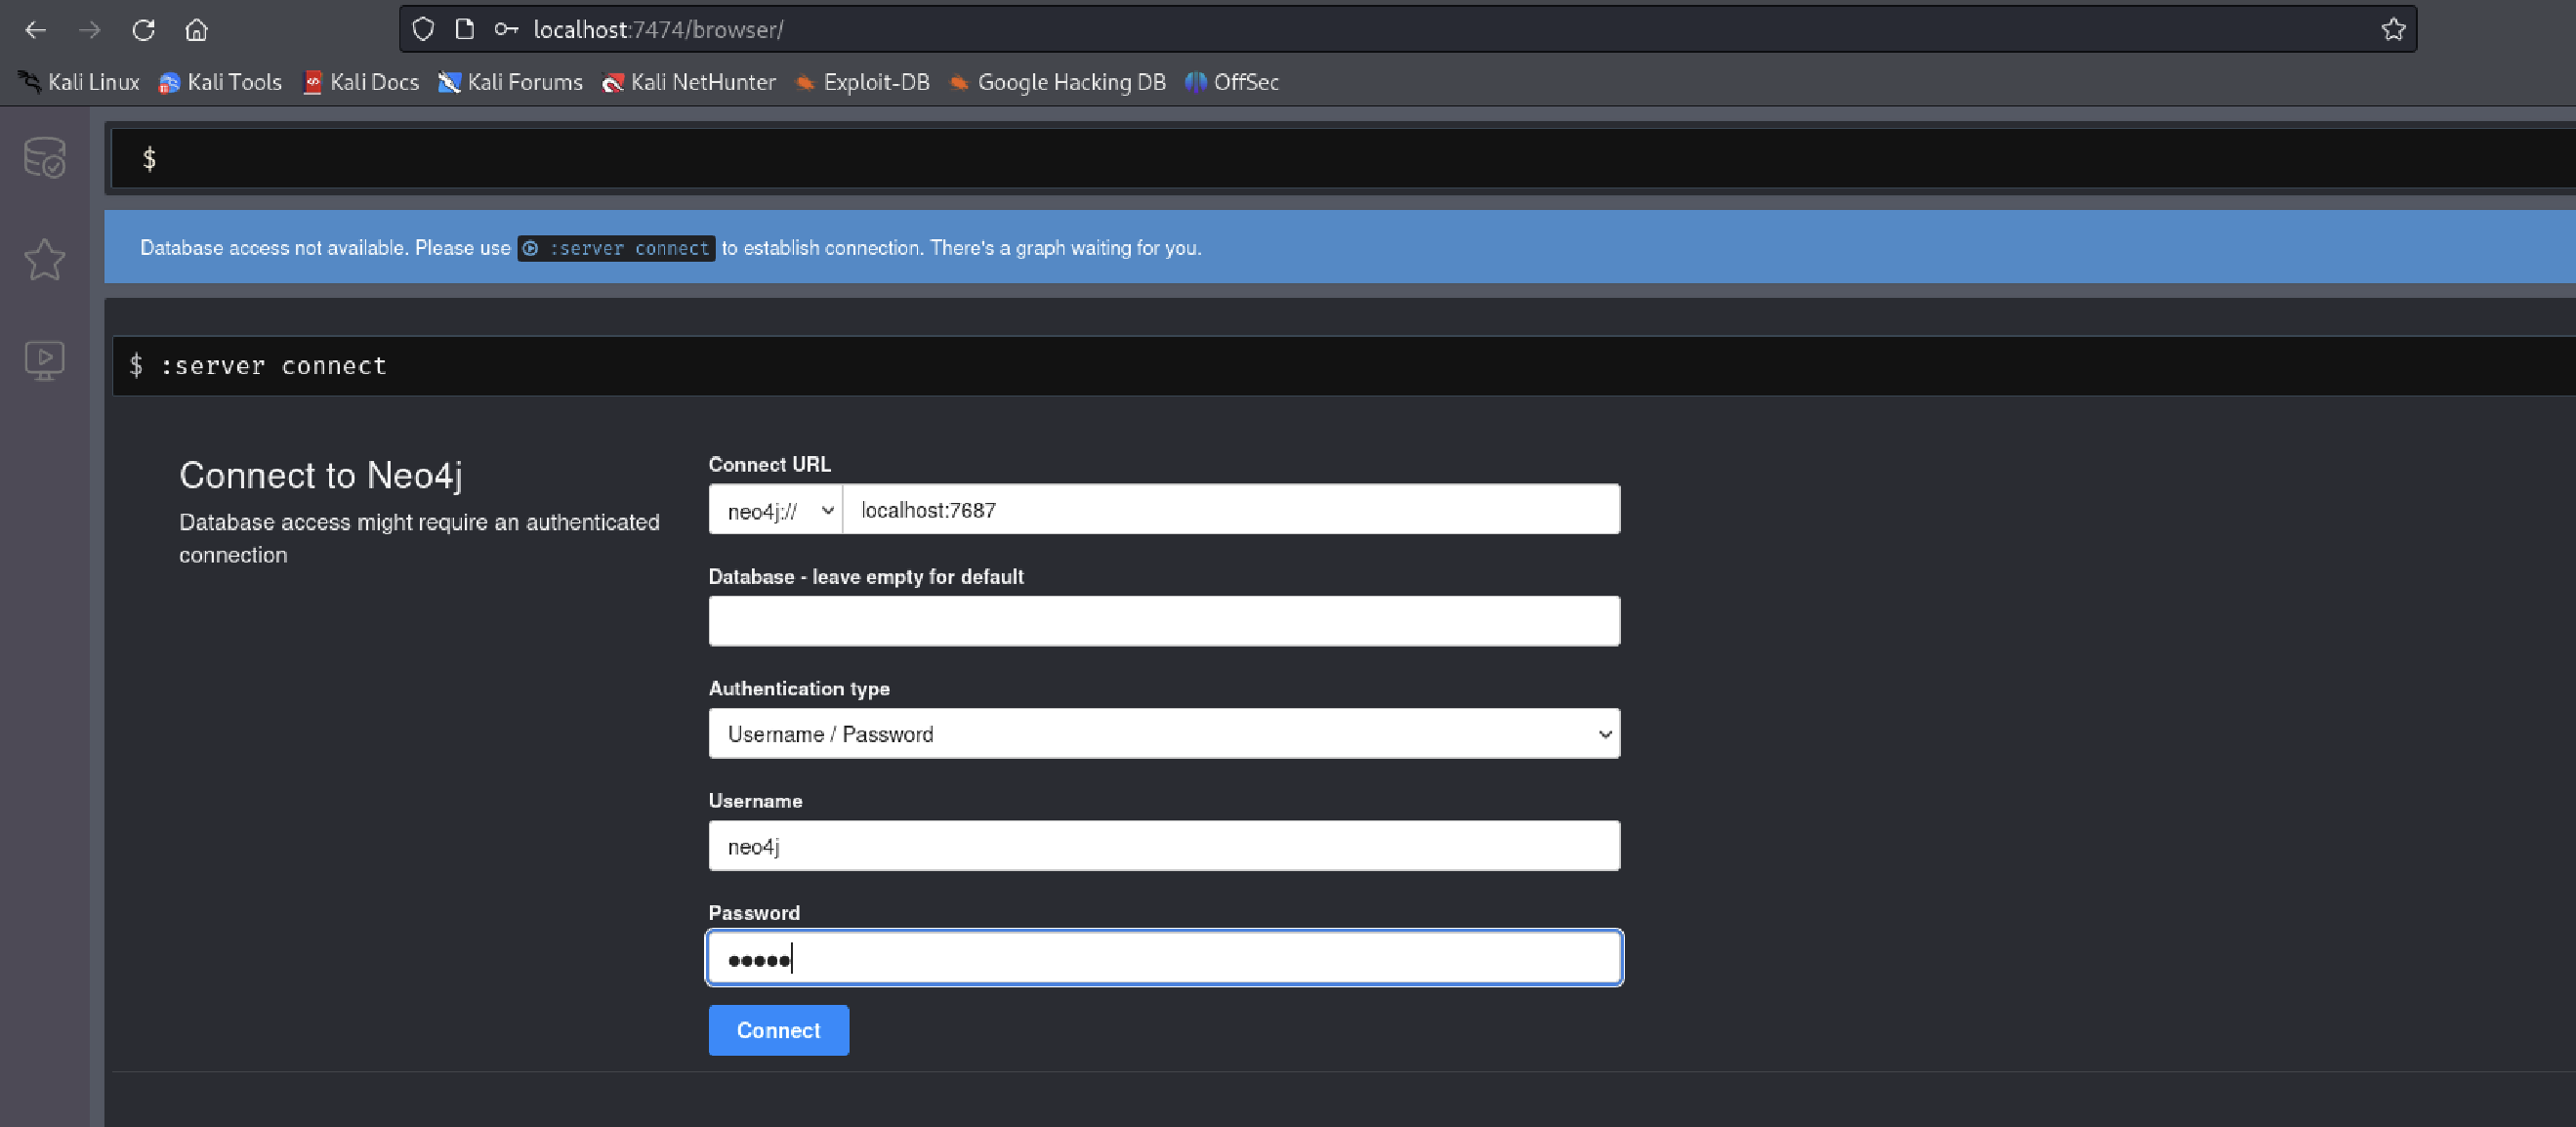 localhost:7474/browser/
Kali Linux Kali Tools Kali Docs Kali Forums Kali NetHunter Exploit-DB Google Hacking DB OffSec
$
Database access not available. Please use :server connect to establish connection. There's a graph waiting for you.
$ :server connect
Connect to Neo4j
Database access might require an authenticated
connection
Connect URL
neo4j:// localhost:7687
Database - leave empty for default
Authentication type
Username / Password
Username
neo4j
Password
•••••
Connect